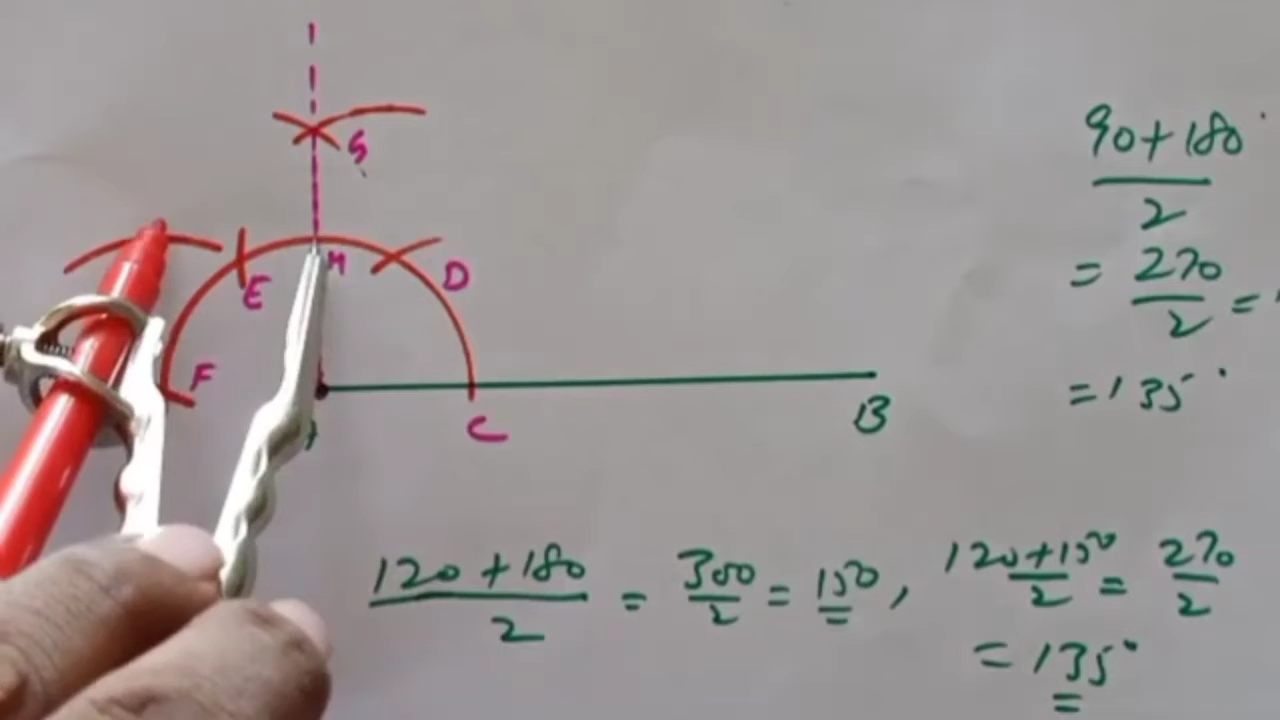 G
H
E
D
F
C
B
90+180
2
= 270
2 =
= 135°
120+180
2 = 300
2 = 150 , 120+150
2 = 270
2
= 135°